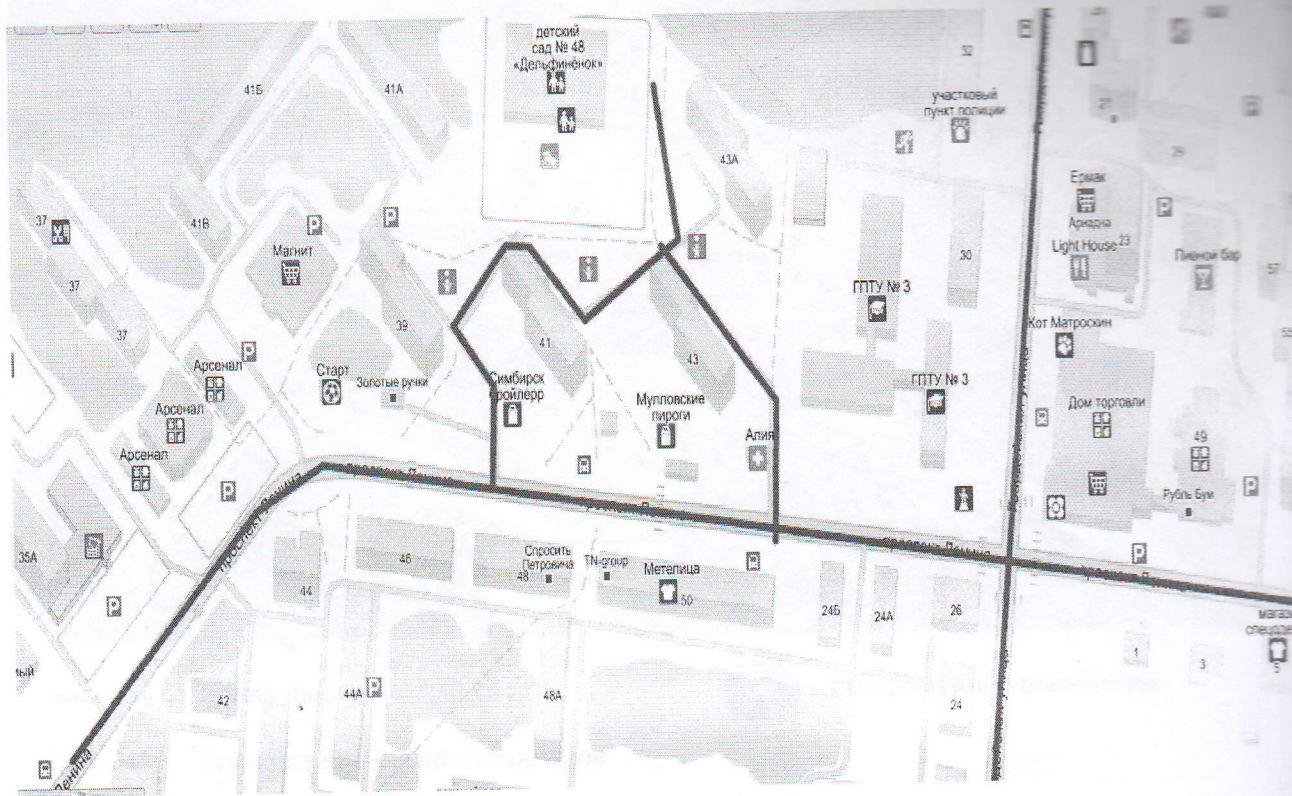 детский
сад № 48
«Дельфинёнок»
32
41Б
41А
участковый
пункт полиции
43А
37
41В
Магнит
Ермак
Ариадна
Light House 23
Пивной бар
37
39
30
57
ГПТУ № 3
37
41
43
Кот Матроскин
Арсенал
Старт
Золотые ручки
Симбирск
бройлерр
Мулловские
пироги
ГПТУ № 3
Дом торговли
Арсенал
Алия
49
Арсенал
Рубль Бум
проспект Ленина
35А
46
48
Спросить
Петровича
TN-group
Метелица
50
44
24Б
24А
26
1
3
5
42
44А
48А
24
Ленина